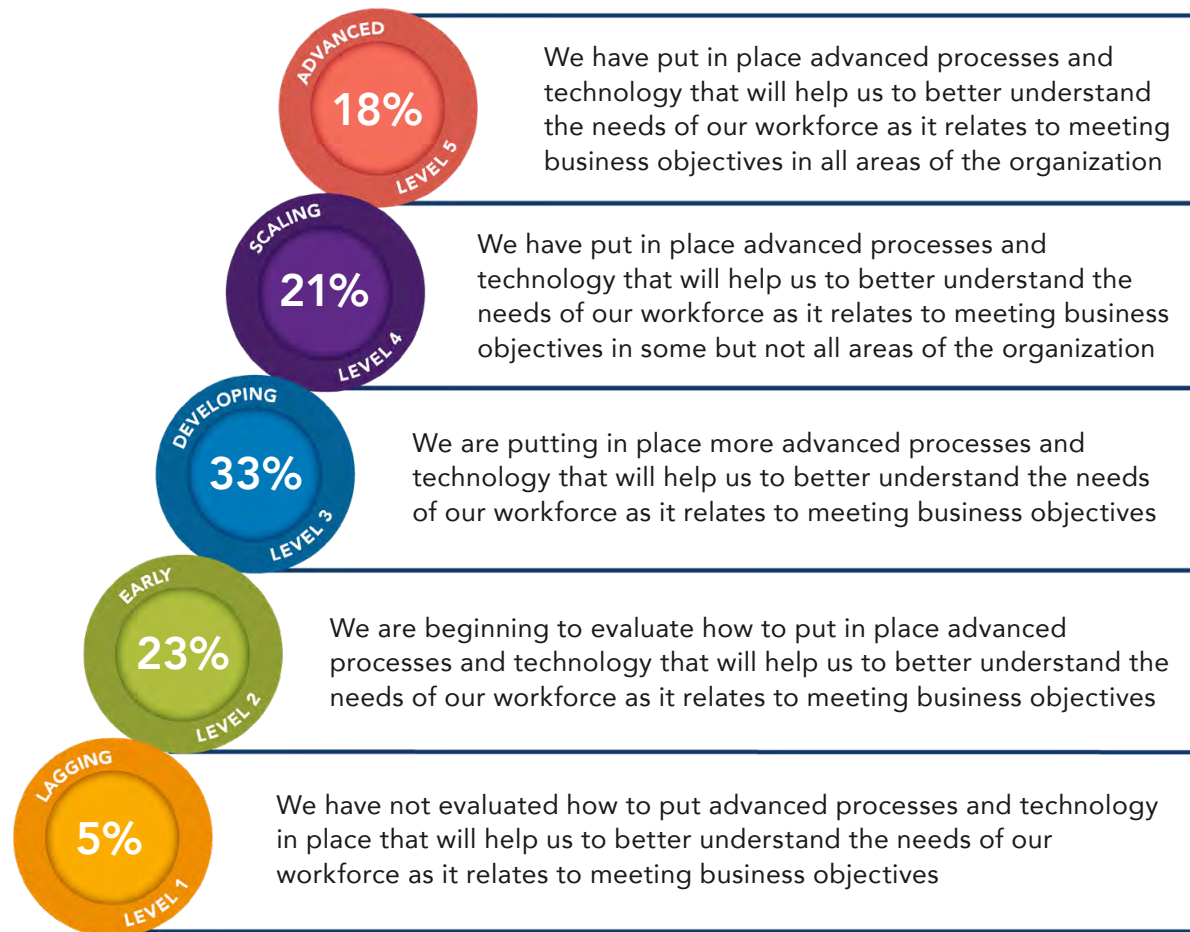 ADVANCED
18%
LEVEL 5
We have put in place advanced processes and
technology that will help us to better understand
the needs of our workforce as it relates to meeting
business objectives in all areas of the organization
SCALING
21%
LEVEL 4
We have put in place advanced processes and
technology that will help us to better understand the
needs of our workforce as it relates to meeting business
objectives in some but not all areas of the organization
DEVELOPING
33%
LEVEL 3
We are putting in place more advanced processes and
technology that will help us to better understand the needs
of our workforce as it relates to meeting business objectives
EARLY
23%
LEVEL 2
We are beginning to evaluate how to put in place advanced
processes and technology that will help us to better understand the
needs of our workforce as it relates to meeting business objectives
LAGGING
5%
LEVEL 1
We have not evaluated how to put advanced processes and technology
in place that will help us to better understand the needs of our
workforce as it relates to meeting business objectives